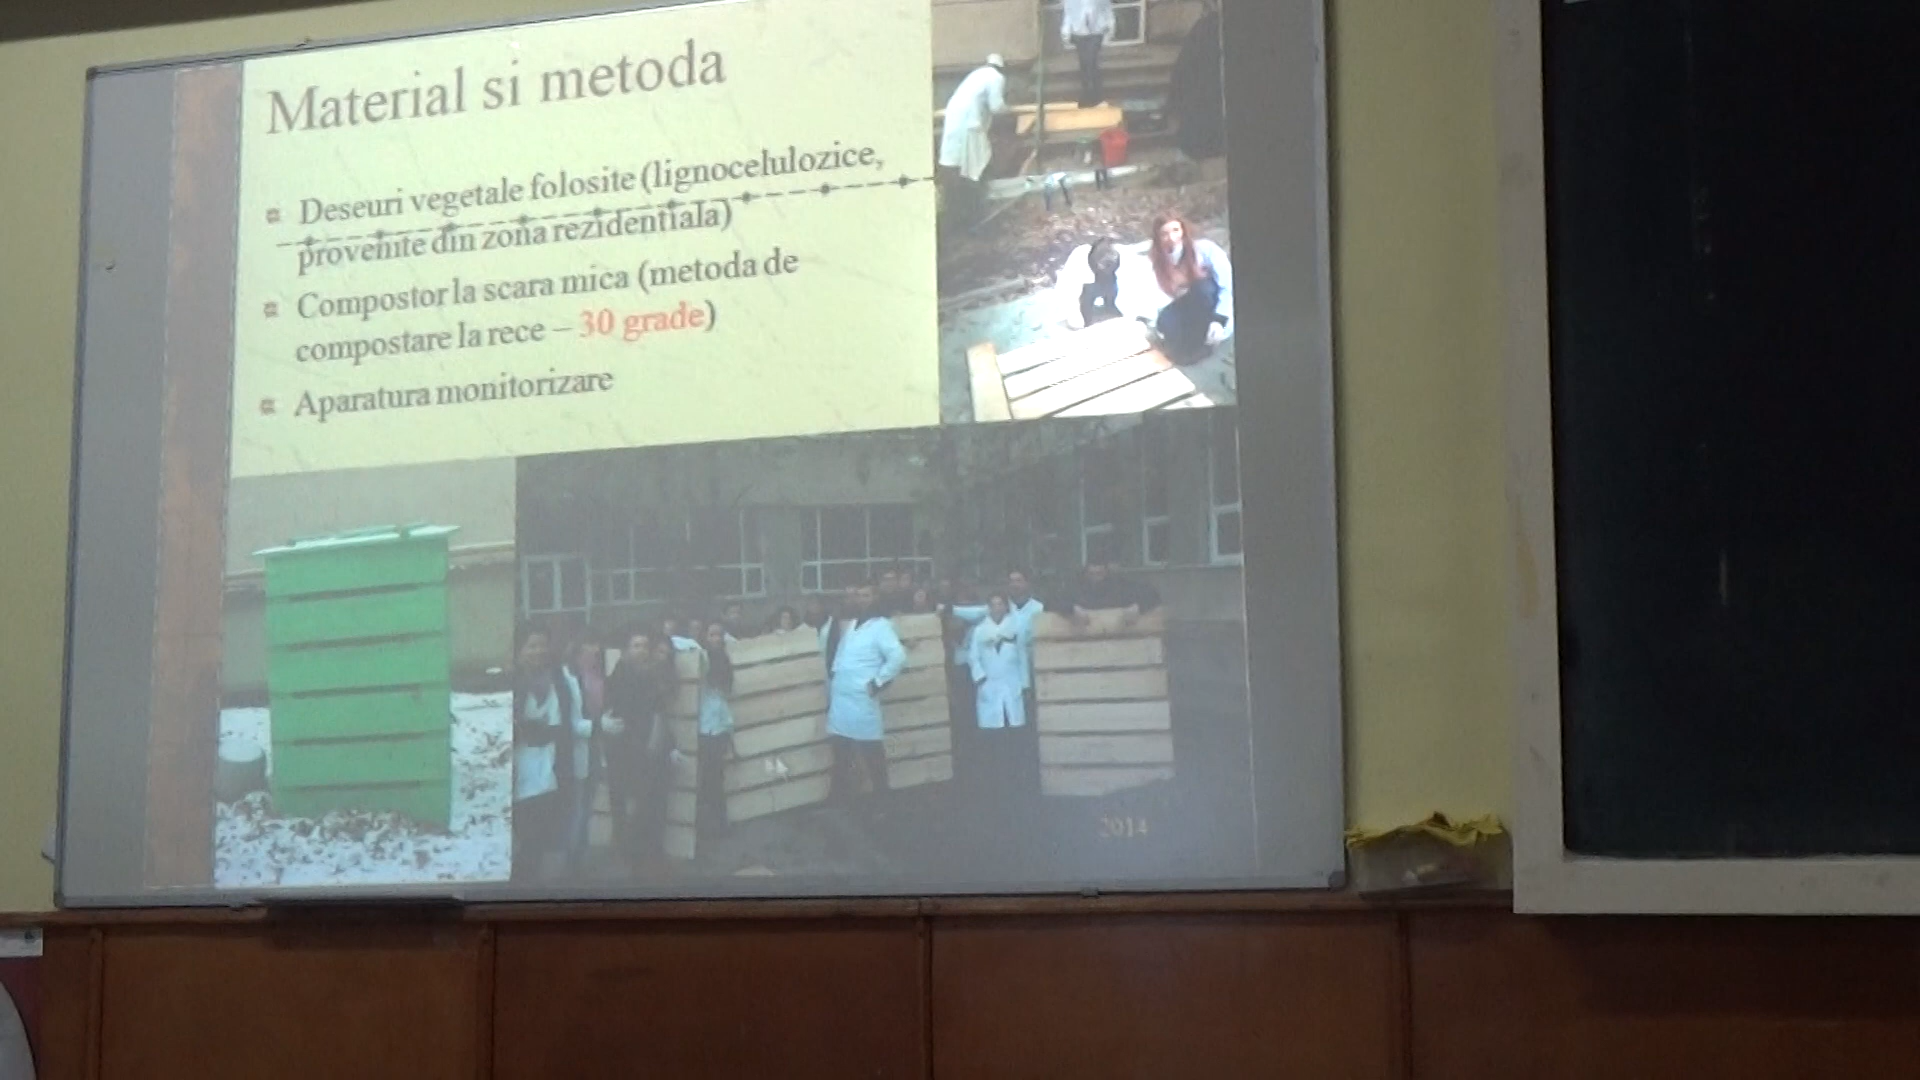 Material si metoda
Deseuri vegetale folosite (lignocelulozice,
provenite din zona rezidentiala)
Compostor la scara mica (metoda de
compostare la rece – 30 grade)
Aparatura monitorizare
2014